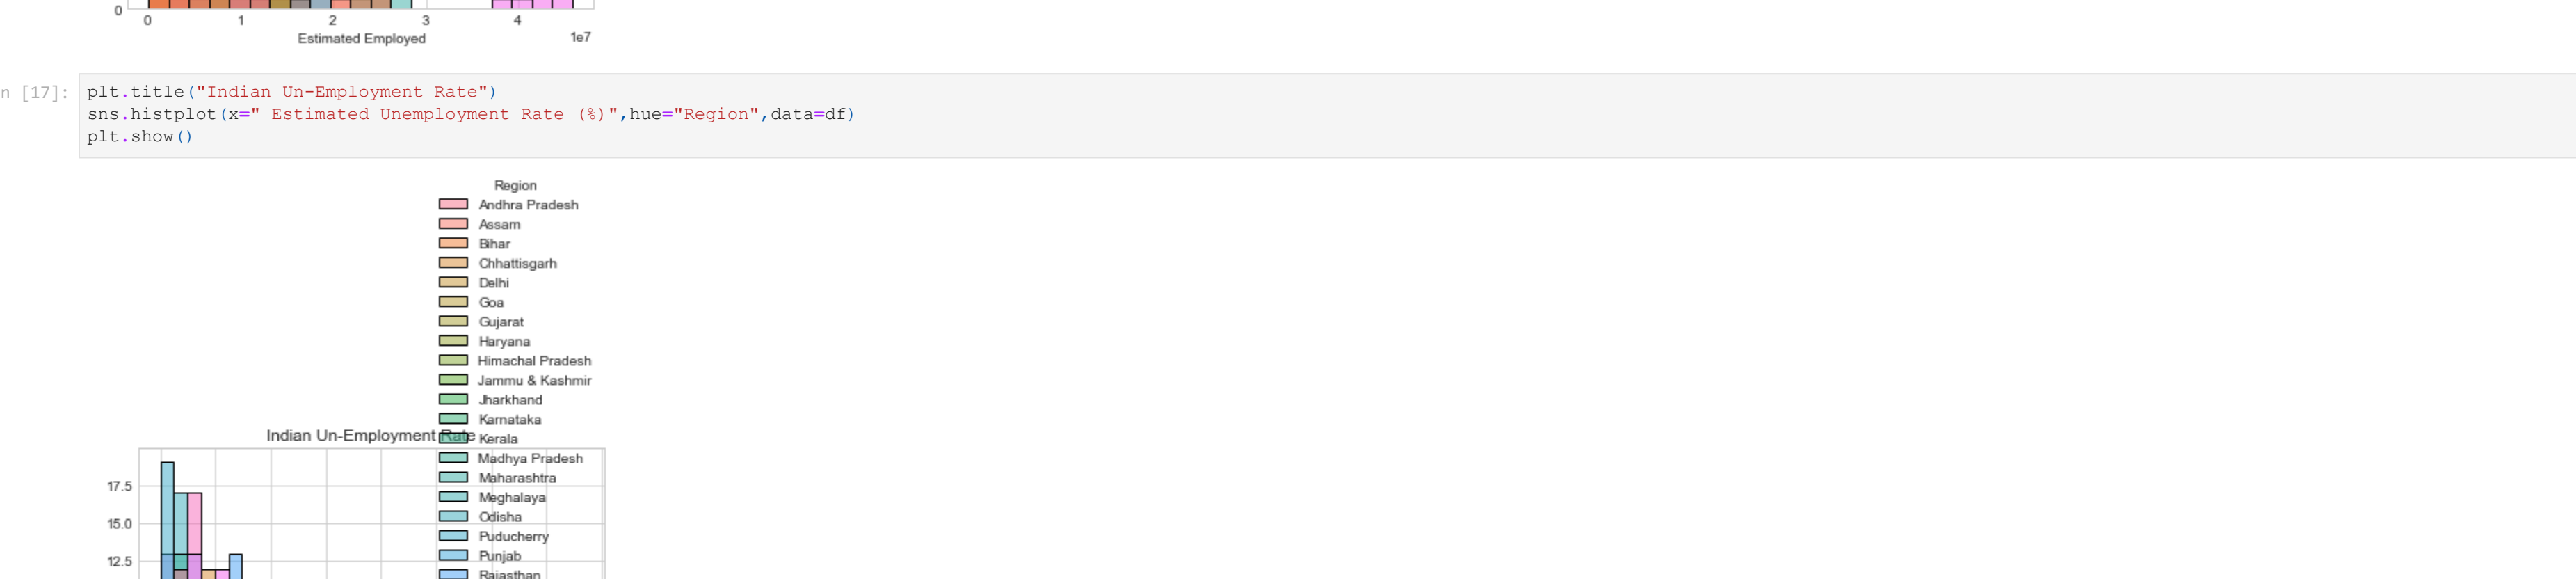 0
0 1 2 3 4
Estimated Employed 1e7
n [17]:
plt.title("Indian Un-Employment Rate")
sns.histplot(x=" Estimated Unemployment Rate (%)",hue="Region",data=df)
plt.show()
Region
Andhra Pradesh
Assam
Bihar
Chhattisgarh
Delhi
Goa
Gujarat
Haryana
Himachal Pradesh
Jammu & Kashmir
Jharkhand
Karnataka
Indian Un-Employment Rate
Kerala
Madhya Pradesh
Maharashtra
Meghalaya
Odisha
Puducherry
Punjab
Rajasthan
17.5
15.0
12.5